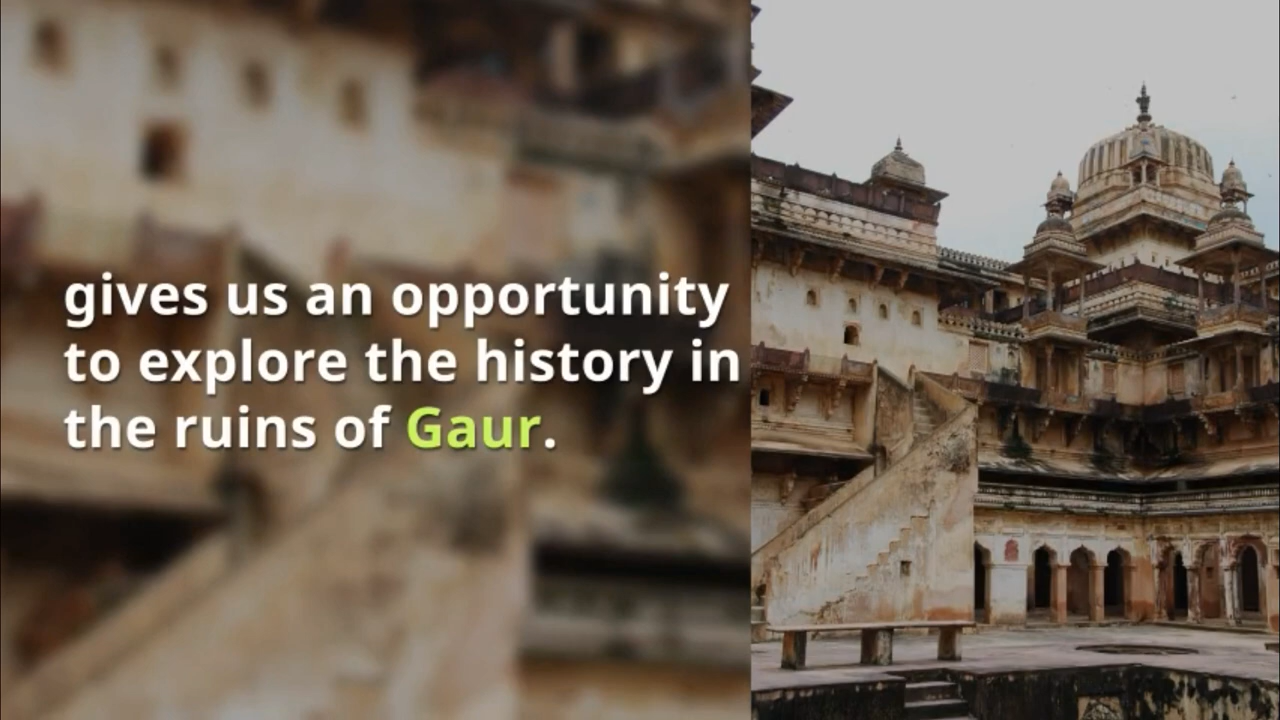 gives us an opportunity
to explore the history in
the ruins of Gaur.